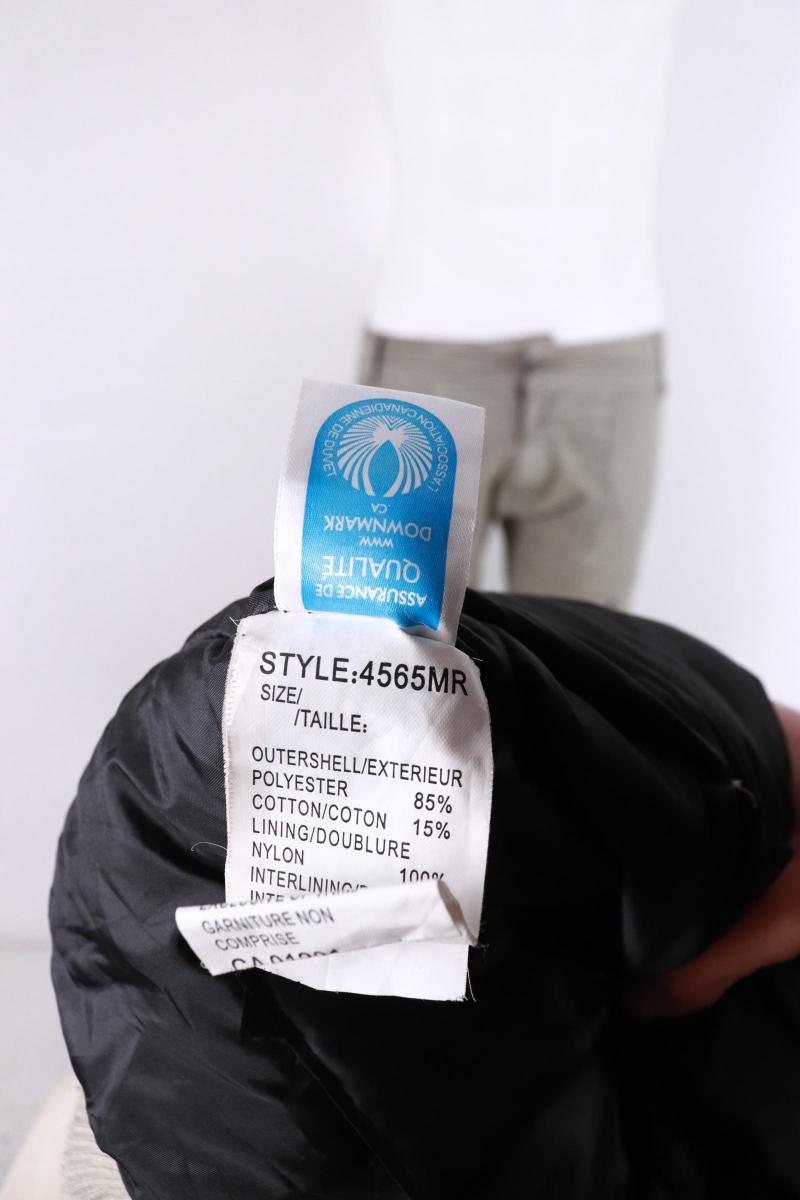 L'ASSOCIATION CANADIENNE DE DUVET
CA
DOWNMARK
WWW.
QUALITÉ
ASSURANCE DE
STYLE:4565MR
SIZE/
/TAILLE:
OUTERSHELL/EXTERIEUR
POLYESTER 85%
COTTON/COTON 15%
LINING/DOUBLURE
NYLON 100%
INTERLINING/
GARNITURE NON
COMPRISE